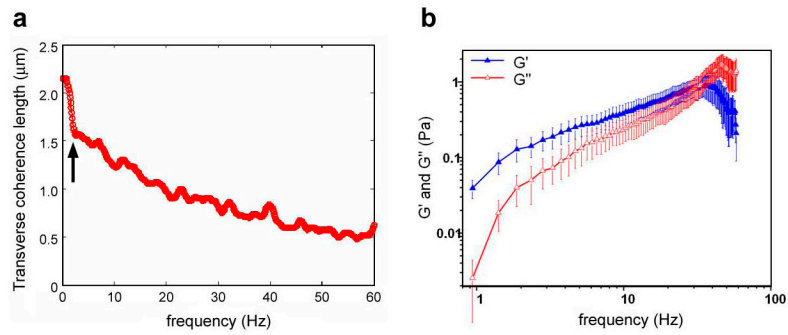 a
Transverse coherence length (μm)
2.5
2.0
1.5
1.0
0.5
0
0 10 20 30 40 50 60
frequency (Hz)
b
G' and G" (Pa)
G'
G"
1
0.1
0.01
1 10 100
frequency (Hz)